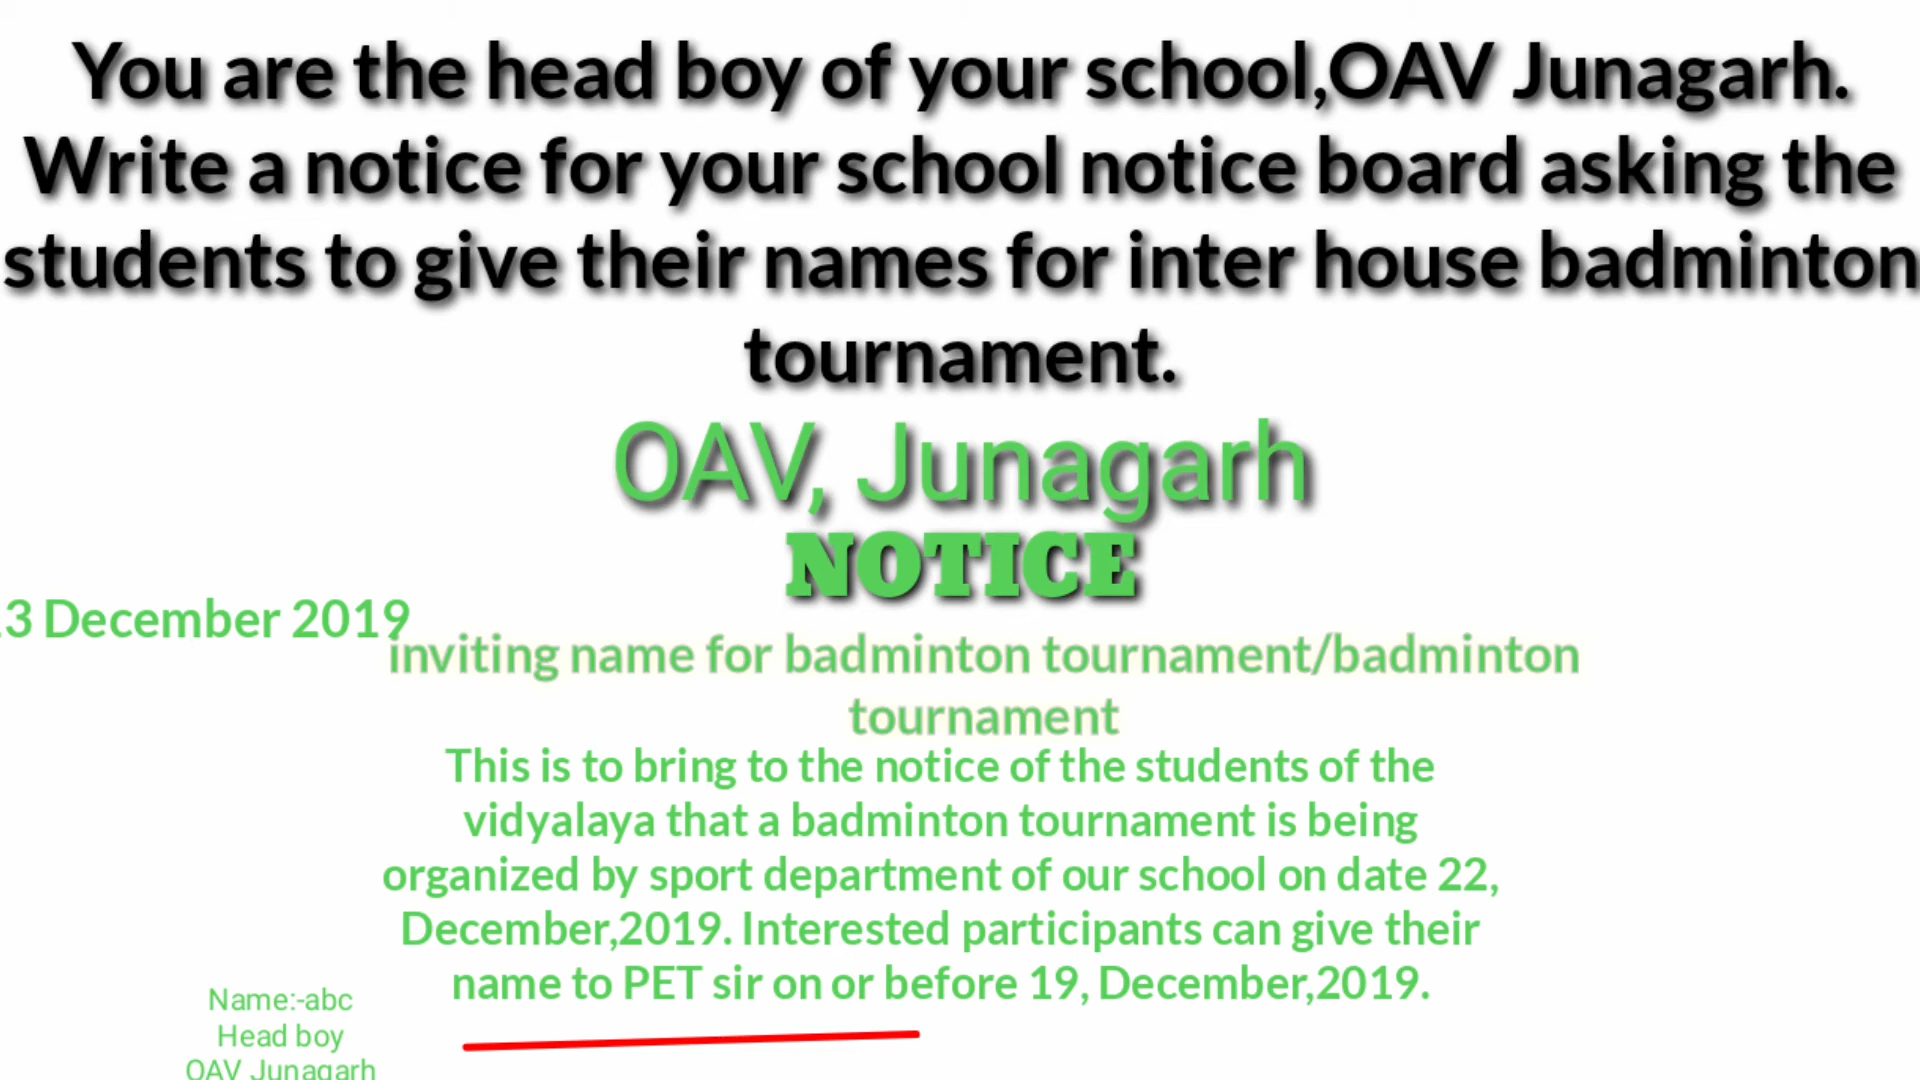 You are the head boy of your school,OAV Junagarh.
Write a notice for your school notice board asking the
students to give their names for inter house badminton
tournament.
OAV, Junagarh
NOTICE
3 December 2019
inviting name for badminton tournament/badminton
tournament
This is to bring to the notice of the students of the
vidyalaya that a badminton tournament is being
organized by sport department of our school on date 22,
December,2019. Interested participants can give their
name to PET sir on or before 19, December,2019.
Name:-abc
Head boy
OAV Junagarh